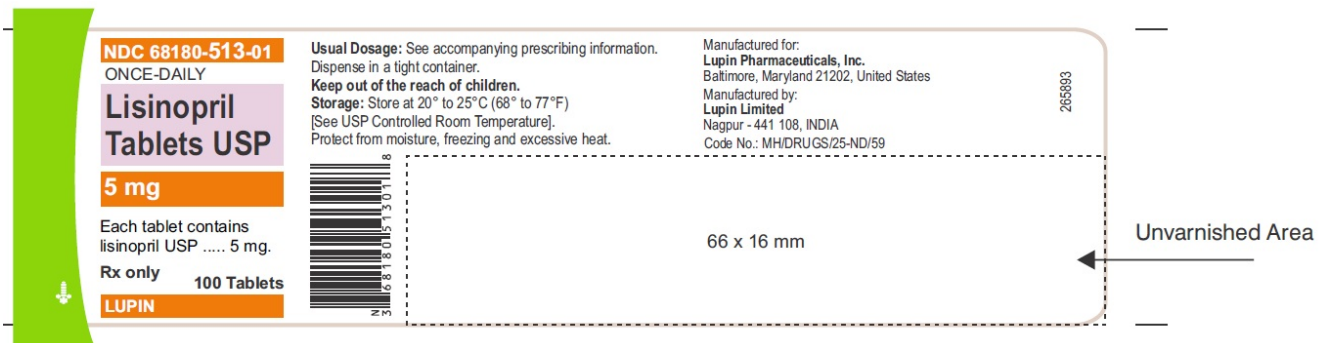 NDC 68180-513-01
ONCE-DAILY
Lisinopril
Tablets USP
5 mg
Each tablet contains
lisinopril USP ..... 5 mg.
Rx only
100 Tablets
LUPIN
Usual Dosage: See accompanying prescribing information.
Dispense in a tight container.
Keep out of the reach of children.
Storage: Store at 20° to 25°C (68° to 77°F)
[See USP Controlled Room Temperature].
Protect from moisture, freezing and excessive heat.
N
3 68180 51301 8
Manufactured for:
Lupin Pharmaceuticals, Inc.
Baltimore, Maryland 21202, United States
Manufactured by:
Lupin Limited
Nagpur - 441 108, INDIA
Code No.: MH/DRUGS/25-ND/59
265893
66 x 16 mm
Unvarnished Area